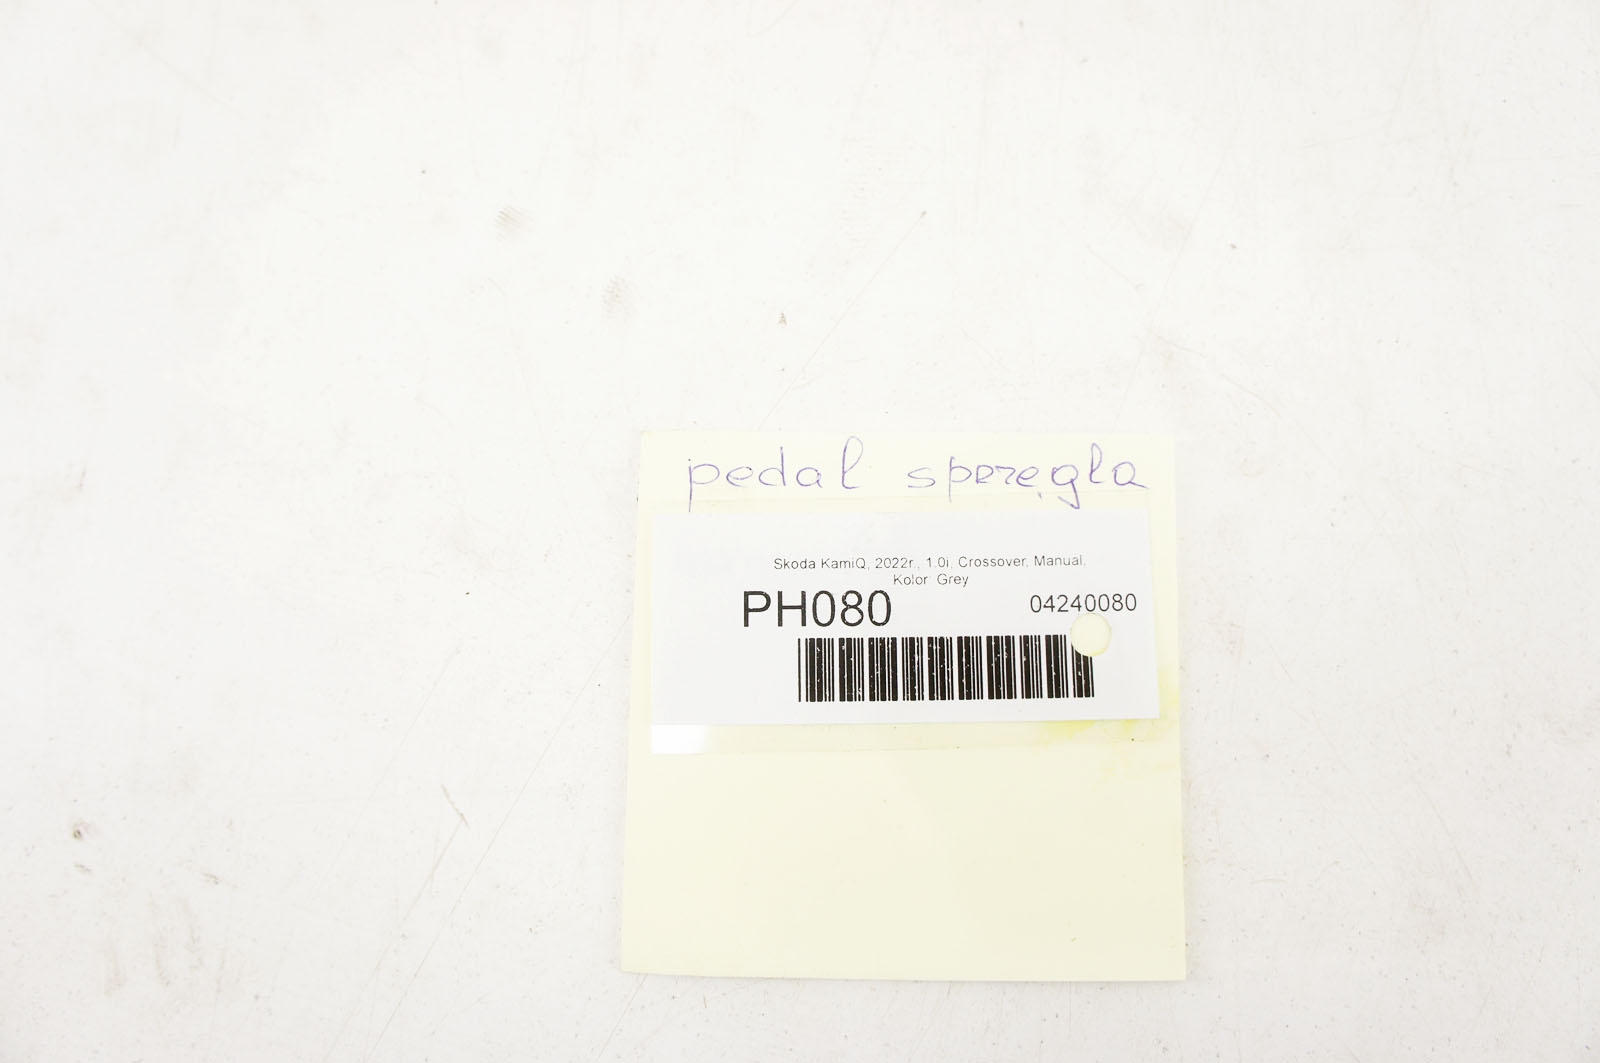 pedal sprzęgła
Skoda KamiQ, 2022r., 1.0i, Crossover, Manual,
Kolor: Grey
PH080
04240080